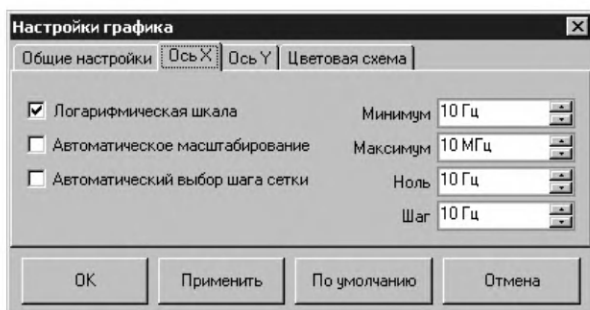 Настройки графика
Общие настройки Ось X Ось Y Цветовая схема
Логарифмическая шкала
Автоматическое масштабирование
Автоматический выбор шага сетки
Минимум 10 Гц
Максимум 10 МГц
Ноль 10 Гц
Шаг 10 Гц
OK Применить По умолчанию Отмена